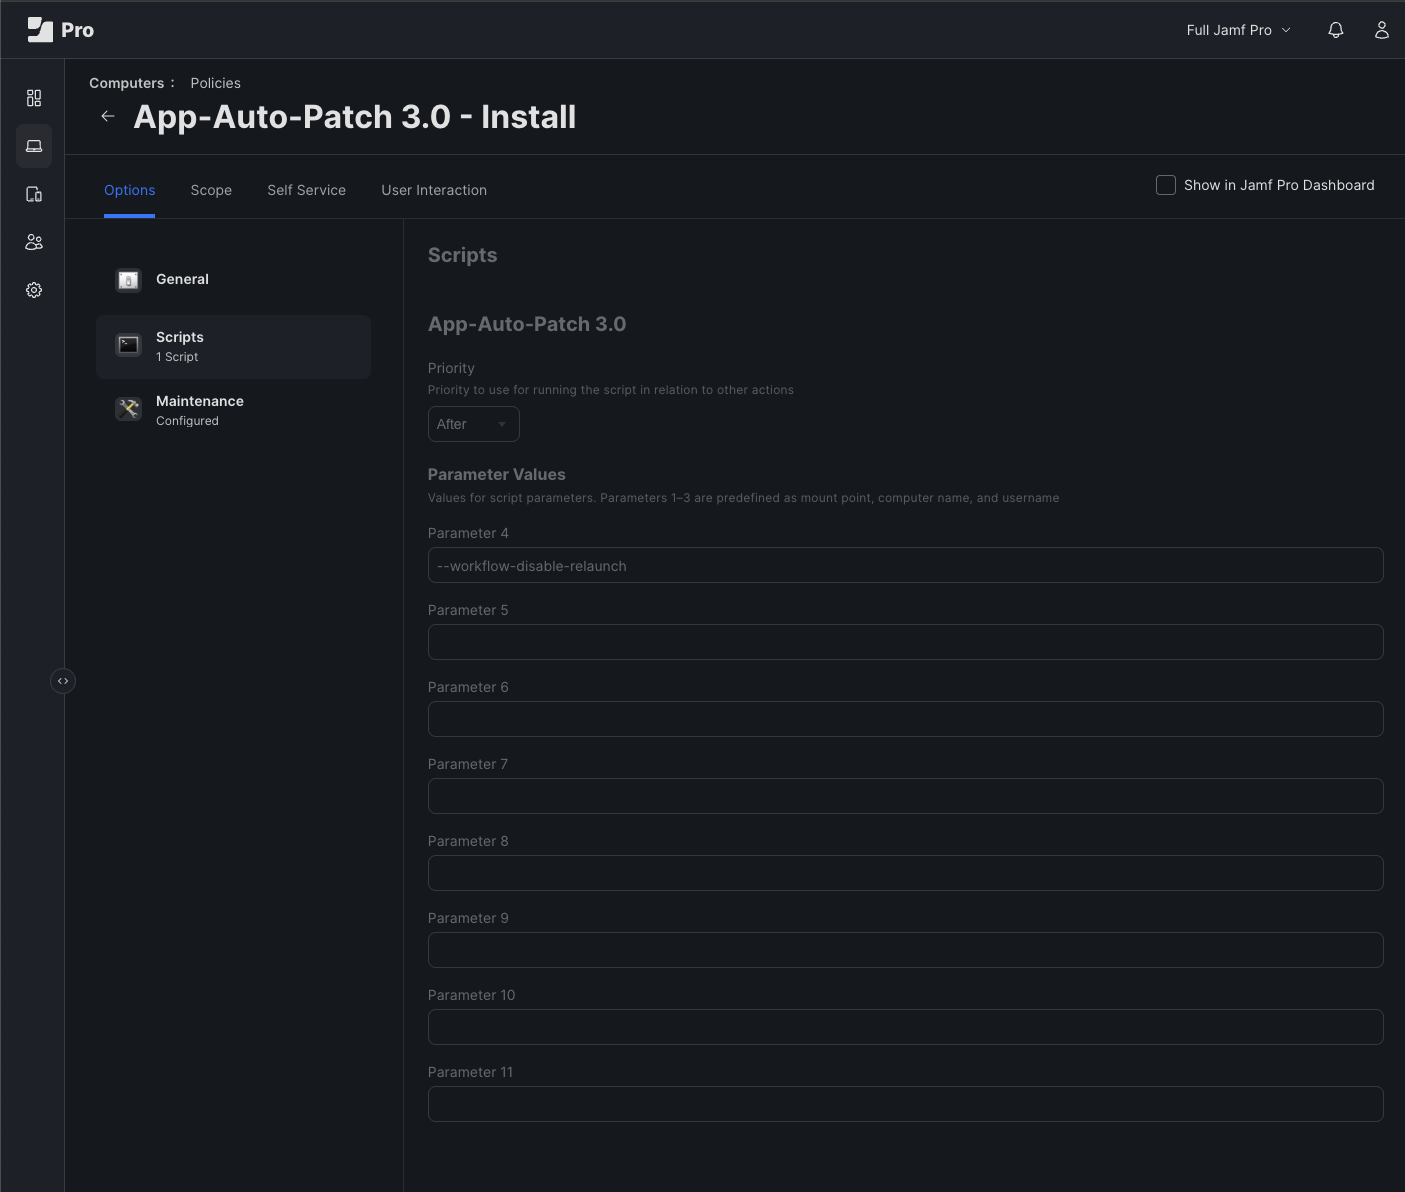 Pro
Full Jamf Pro
Computers : Policies
App-Auto-Patch 3.0 - Install
Options Scope Self Service User Interaction
Show in Jamf Pro Dashboard
General
Scripts
1 Script
Maintenance
Configured
Scripts
App-Auto-Patch 3.0
Priority
Priority to use for running the script in relation to other actions
After
Parameter Values
Values for script parameters. Parameters 1–3 are predefined as mount point, computer name, and username
Parameter 4
--workflow-disable-relaunch
Parameter 5
Parameter 6
Parameter 7
Parameter 8
Parameter 9
Parameter 10
Parameter 11